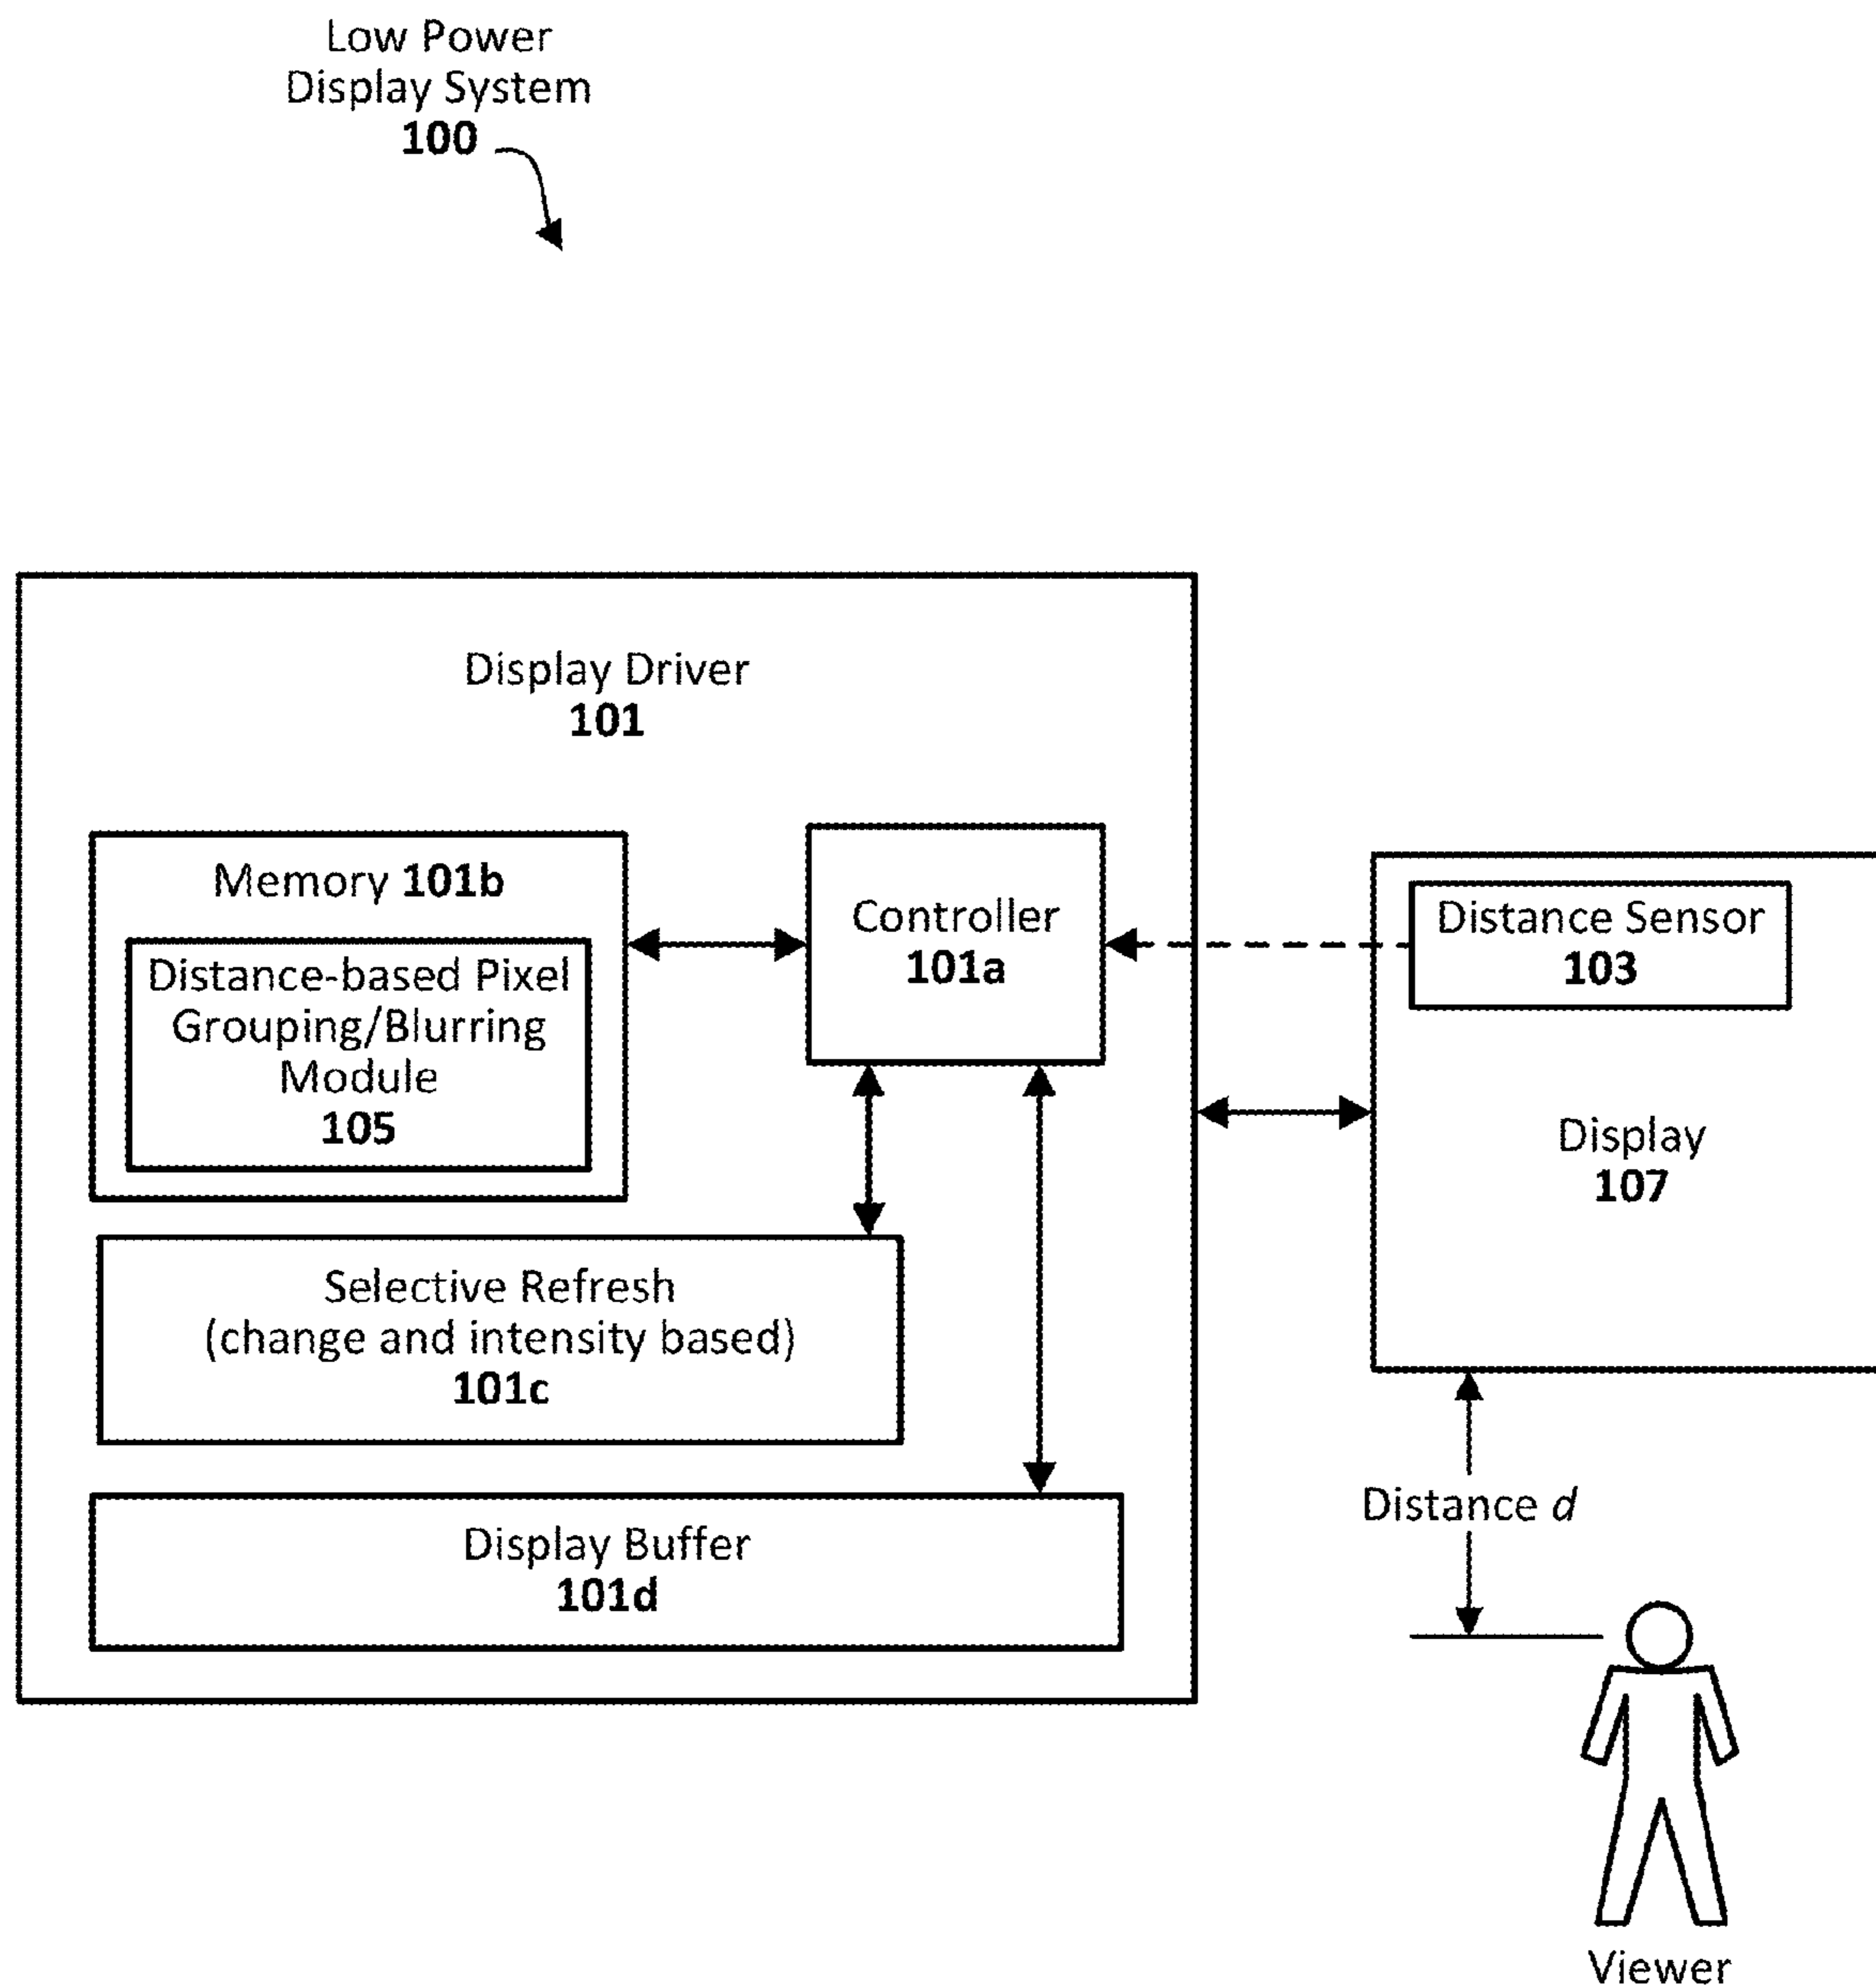 Low Power
Display System
100
Display Driver
101
Memory 101b
Distance-based Pixel
Grouping/Blurring
Module
105
Controller
101a
Distance Sensor
103
Display
107
Selective Refresh
(change and intensity based)
101c
Display Buffer
101d
Distance d
Viewer